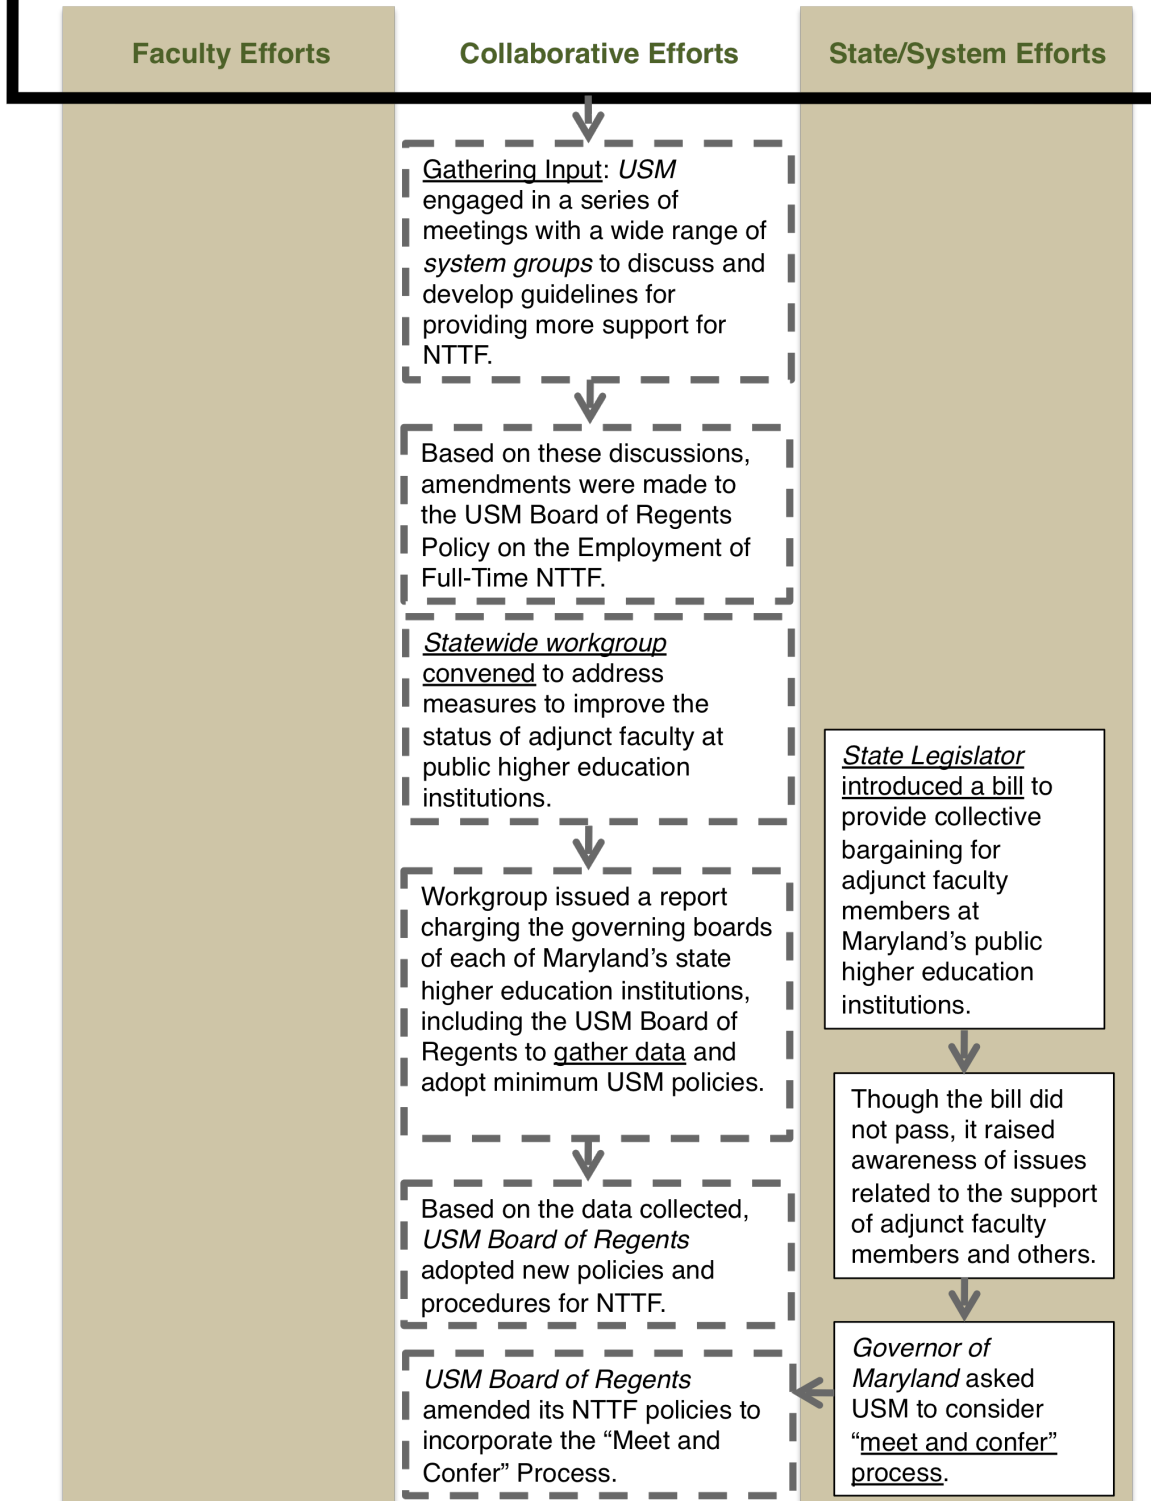 Faculty Efforts
Collaborative Efforts
State/System Efforts
Gathering Input: USM
engaged in a series of
meetings with a wide range of
system groups to discuss and
develop guidelines for
providing more support for
NTTF.
Based on these discussions,
amendments were made to
the USM Board of Regents
Policy on the Employment of
Full-Time NTTF.
Statewide workgroup
convened to address
measures to improve the
status of adjunct faculty at
public higher education
institutions.
Workgroup issued a report
charging the governing boards
of each of Maryland’s state
higher education institutions,
including the USM Board of
Regents to gather data and
adopt minimum USM policies.
Based on the data collected,
USM Board of Regents
adopted new policies and
procedures for NTTF.
USM Board of Regents
amended its NTTF policies to
incorporate the “Meet and
Confer” Process.
State Legislator
introduced a bill to
provide collective
bargaining for
adjunct faculty
members at
Maryland’s public
higher education
institutions.
Though the bill did
not pass, it raised
awareness of issues
related to the support
of adjunct faculty
members and others.
Governor of
Maryland asked
USM to consider
“meet and confer”
process.